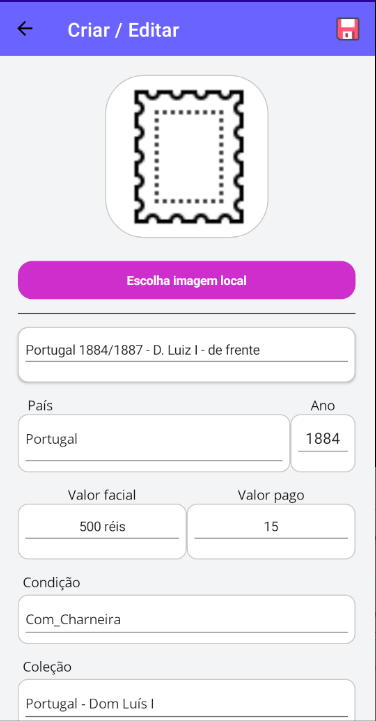 Criar / Editar
Escolha imagem local
Portugal 1884/1887 - D. Luiz I - de frente
País Ano
Portugal 1884
Valor facial Valor pago
500 réis 15
Condição
Com_Charneira
Coleção
Portugal - Dom Luís I